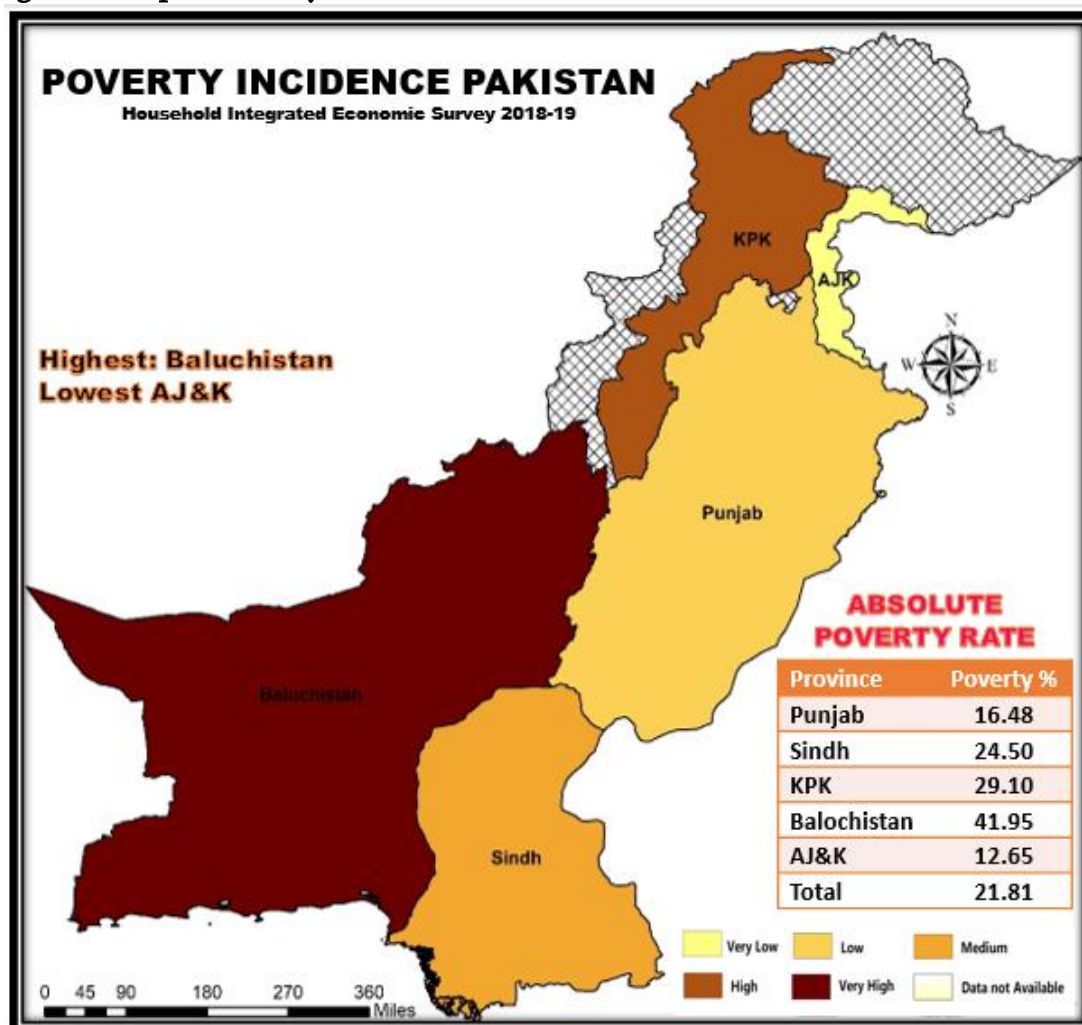 POVERTY INCIDENCE PAKISTAN
Household Integrated Economic Survey 2018-19
KPK
AJK
Highest: Baluchistan
Lowest AJ&K
N
W E
S
Punjab
Baluchistan
Sindh
ABSOLUTE
POVERTY RATE
Province Poverty %
Punjab 16.48
Sindh 24.50
KPK 29.10
Balochistan 41.95
AJ&K 12.65
Total 21.81
Very Low Low Medium
High Very High Data not Available
0 45 90 180 270 360
Miles